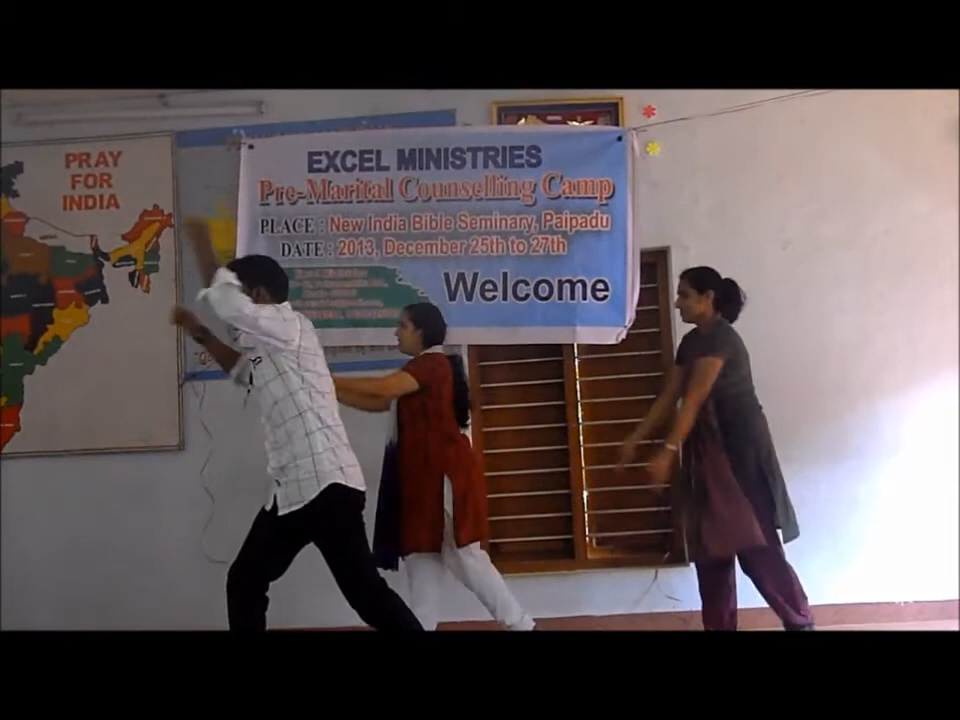 PRAY
FOR
INDIA
EXCEL MINISTRIES
Pre-Marital Counselling Camp
PLACE : New India Bible Seminary, Paipadu
DATE : 2013, December 25th to 27th
Welcome